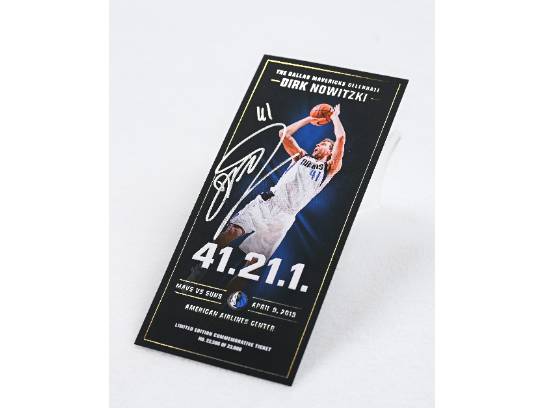 THE DALLAS MAVERICKS CELEBRATE
DIRK NOWITZKI
41
41
41.21.1.
MAVS VS SUNS
APRIL 9, 2019
AMERICAN AIRLINES CENTER
LIMITED EDITION COMMEMORATIVE TICKET